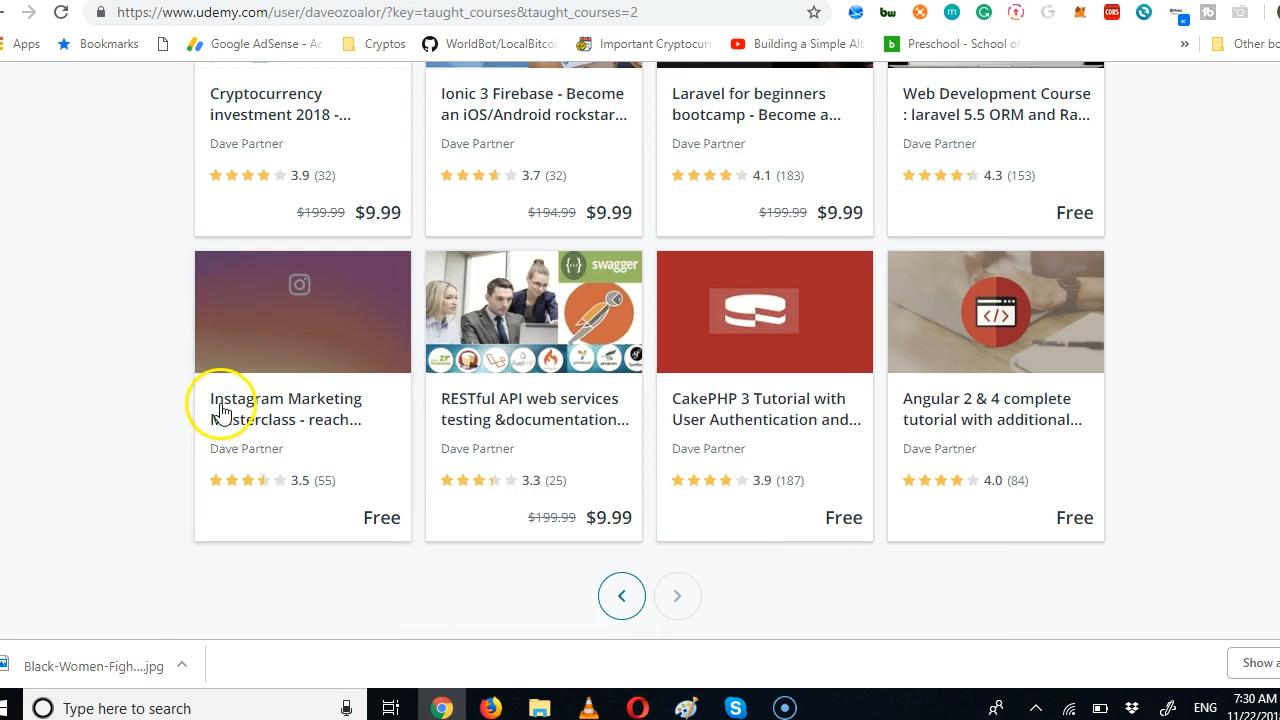 https://www.udemy.com/user/daveozoalor/?key=taught_courses&taught_courses=2
Apps Bookmarks Google AdSense - Ac Cryptos WorldBot/LocalBitco Important Cryptocurr Building a Simple Alt Preschool - School of » Other bo
Cryptocurrency
investment 2018 -...
Dave Partner
3.9 (32)
$199.99 $9.99
Ionic 3 Firebase - Become
an iOS/Android rockstar...
Dave Partner
3.7 (32)
$194.99 $9.99
Laravel for beginners
bootcamp - Become a...
Dave Partner
4.1 (183)
$199.99 $9.99
Web Development Course
: laravel 5.5 ORM and Ra...
Dave Partner
4.3 (153)
Free
Instagram Marketing
Masterclass - reach...
Dave Partner
3.5 (55)
Free
{···} swagger
RESTful API web services
testing &documentation...
Dave Partner
3.3 (25)
$199.99 $9.99
CakePHP 3 Tutorial with
User Authentication and...
Dave Partner
3.9 (187)
Free
</>
Angular 2 & 4 complete
tutorial with additional...
Dave Partner
4.0 (84)
Free
Black-Women-Figh....jpg
Show a
Type here to search
ENG
7:30 AM
11/22/201